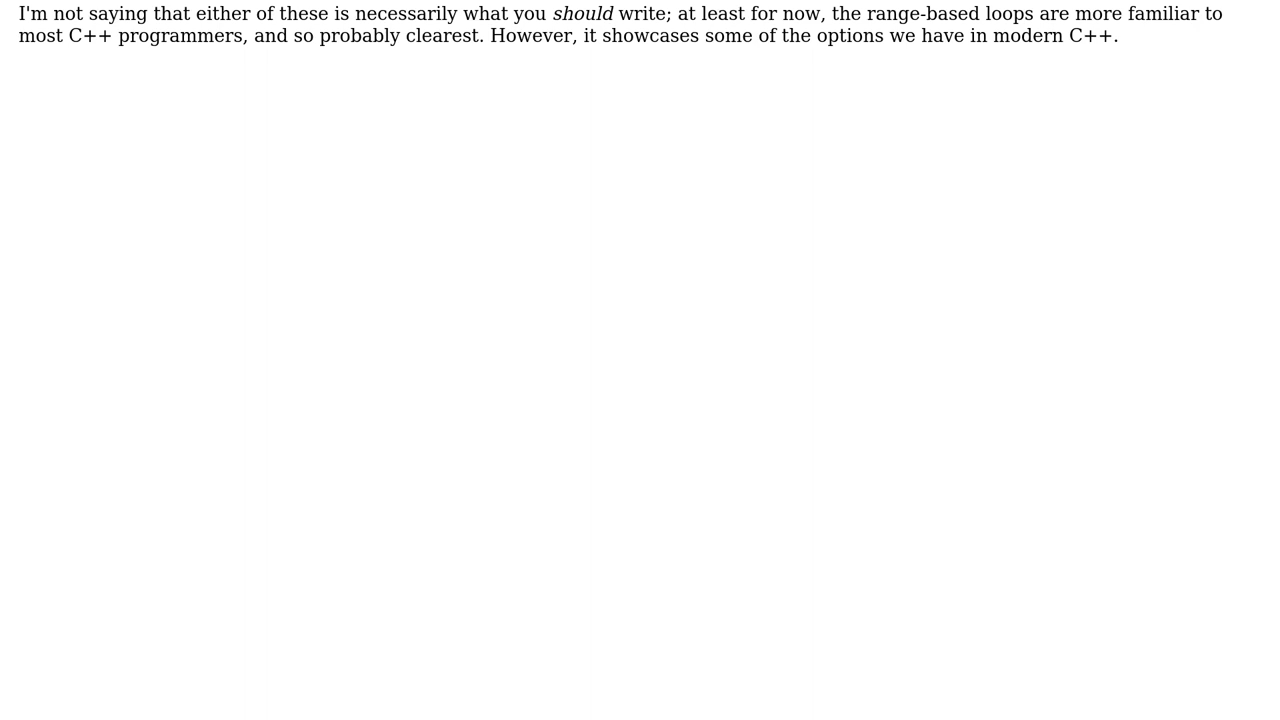 I'm not saying that either of these is necessarily what you should write; at least for now, the range-based loops are more familiar to
most C++ programmers, and so probably clearest. However, it showcases some of the options we have in modern C++.